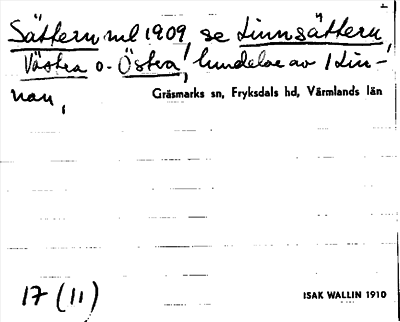 Sättern ml 1909, se Linnsättern,
Västra o. Östra, lundelar av 1 Lin-
nan,
Gräsmarks sn, Fryksdals hd, Värmlands län
17 (11)
ISAK WALLIN 1910